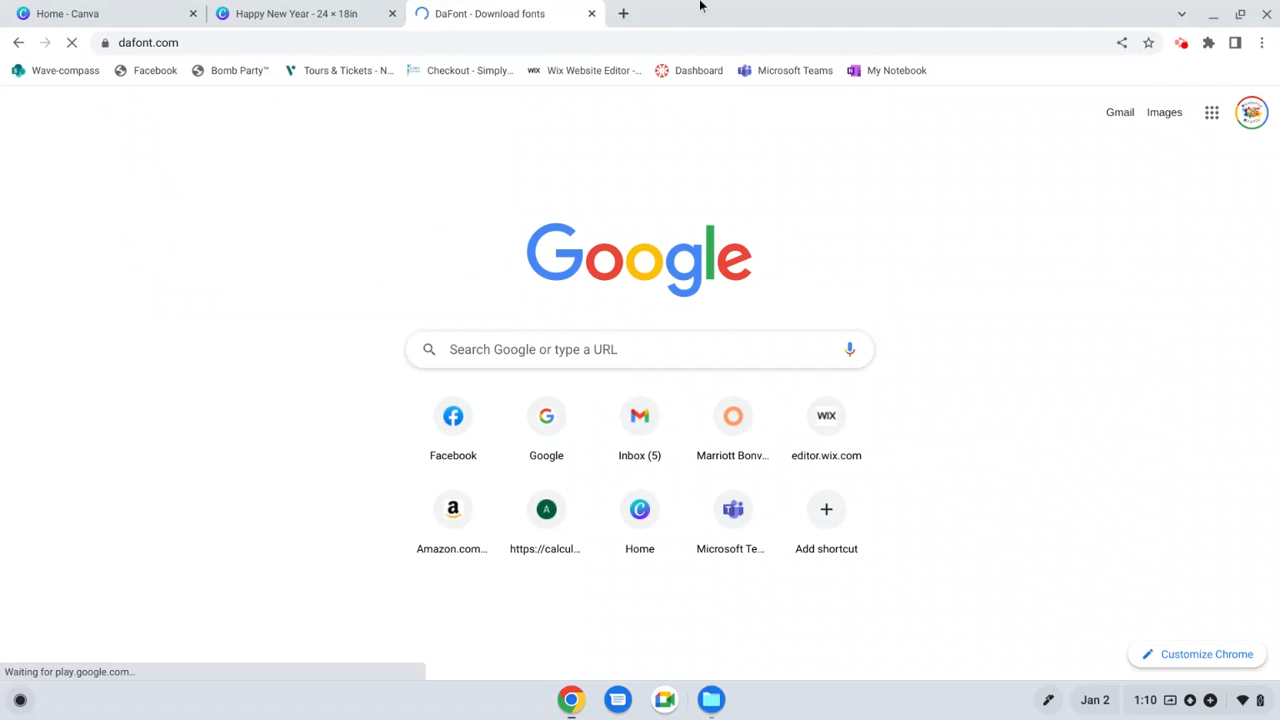 Home - Canva
Happy New Year - 24 × 18in
DaFont - Download fonts
dafont.com
Wave-compass
Facebook
Bomb Party™
Tours & Tickets - N...
Checkout - Simply...
WIX
Wix Website Editor -...
Dashboard
Microsoft Teams
My Notebook
Gmail
Images
Google
Search Google or type a URL
WIX
Facebook
Google
Inbox (5)
Marriott Bonv...
editor.wix.com
a
A
Amazon.com...
https://calcul...
Home
Microsoft Te...
Add shortcut
Customize Chrome
Waiting for play.google.com...
Jan 2
1:10